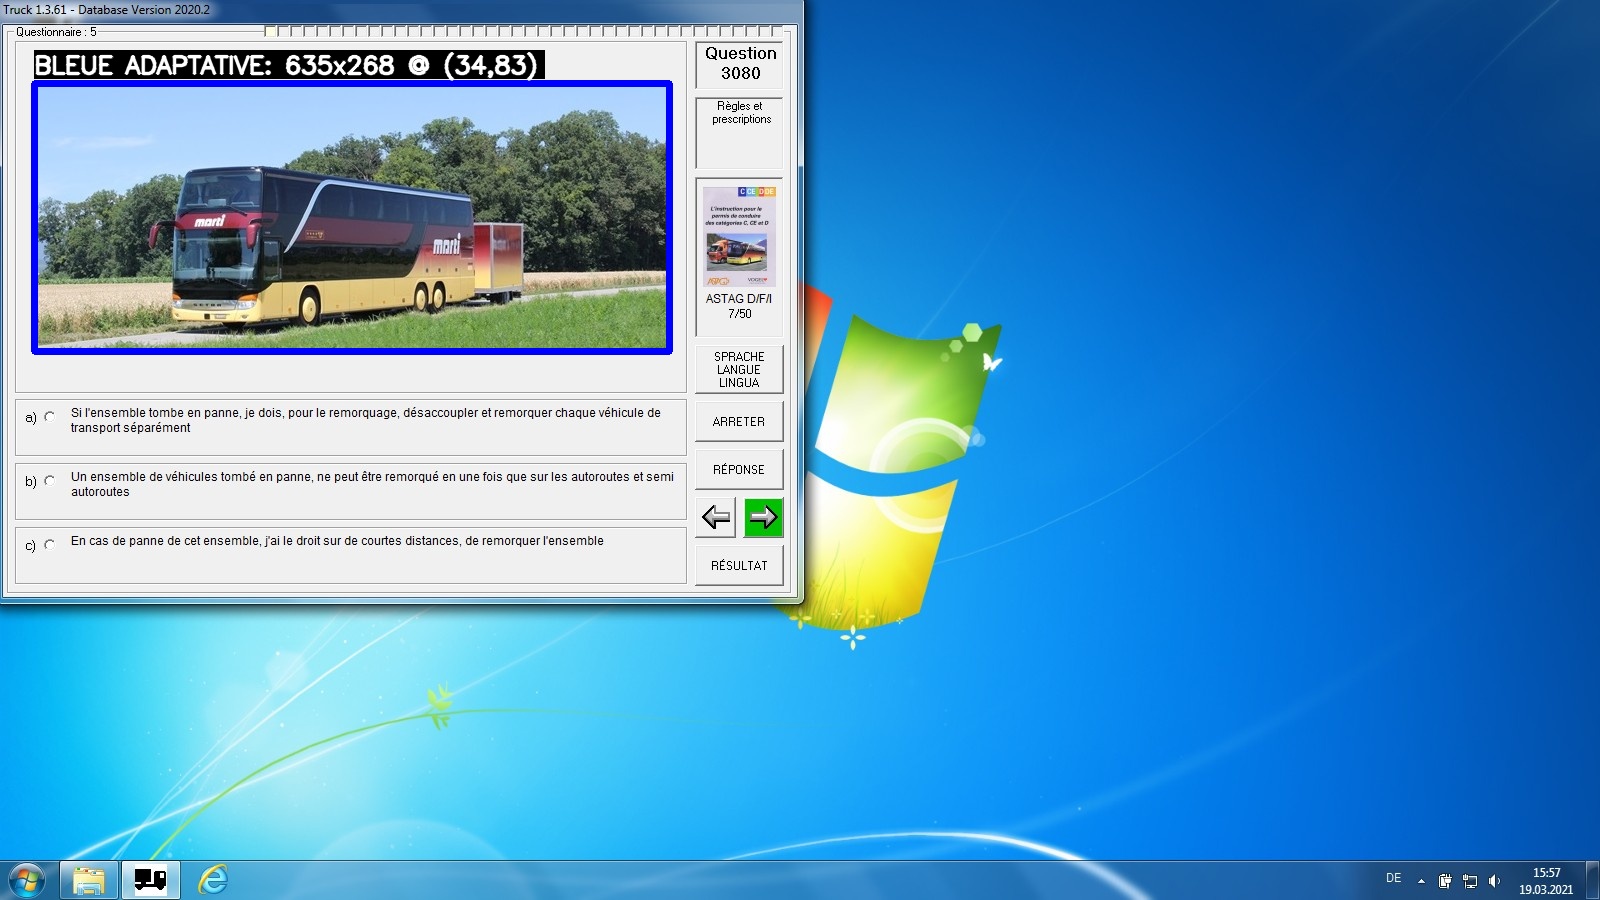 Truck 1.3.61 - Database Version 2020.2
Questionnaire : 5
BLEUE ADAPTATIVE: 635x268 @ (34,83)
marti
marti
SETRA
a)
Si l'ensemble tombe en panne, je dois, pour le remorquage, désaccoupler et remorquer chaque véhicule de
transport séparément
b)
Un ensemble de véhicules tombé en panne, ne peut être remorqué en une fois que sur les autoroutes et semi
autoroutes
c)
En cas de panne de cet ensemble, j'ai le droit sur de courtes distances, de remorquer l'ensemble
Question
3080
Règles et
prescriptions
C CE D DE
L'instruction pour le
permis de conduire
des catégories C, CE et D
ASTAG D/F/I
7/50
SPRACHE
LANGUE
LINGUA
ARRETER
RÉPONSE
RÉSULTAT
DE
15:57
19.03.2021